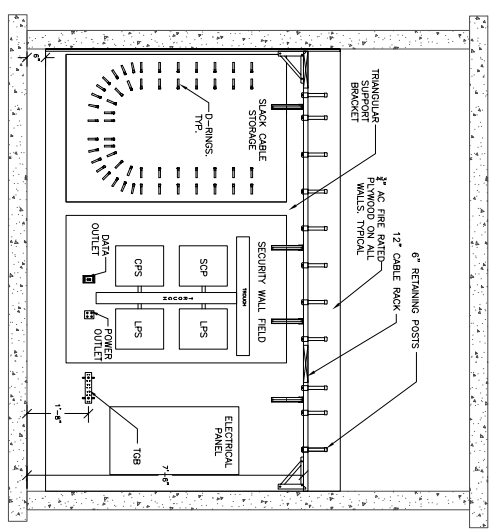 6" RETAINING POSTS
12" CABLE RACK
¾" AC FIRE RATED
PLYWOOD ON ALL
WALLS. TYPICAL
TRIANGULAR
SUPPORT
BRACKET
SLACK CABLE
STORAGE
D-RINGS.
TYP.
6"
SECURITY WALL FIELD
TROUGH
SCP
LPS
TROUGH
CPS
LPS
DATA
OUTLET
POWER
OUTLET
ELECTRICAL
PANEL
TGB
1'-8"
7'-6"